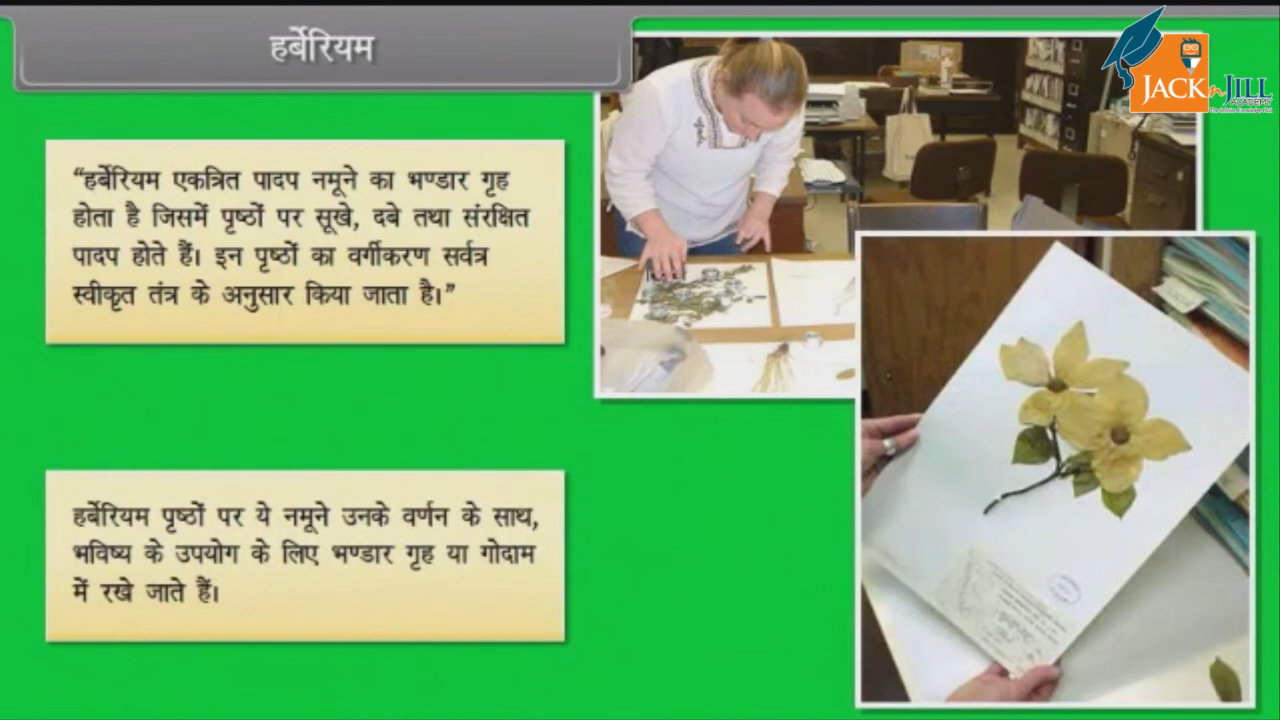 हर्बेरियम
JACK n JILL
ACADEMY
“हर्बेरियम एकत्रित पादप नमूने का भण्डार गृह
होता है जिसमें पृष्ठों पर सूखे, दबे तथा संरक्षित
पादप होते हैं। इन पृष्ठों का वर्गीकरण सर्वत्र
स्वीकृत तंत्र के अनुसार किया जाता है।”
हर्बेरियम पृष्ठों पर ये नमूने उनके वर्णन के साथ,
भविष्य के उपयोग के लिए भण्डार गृह या गोदाम
में रखे जाते हैं।